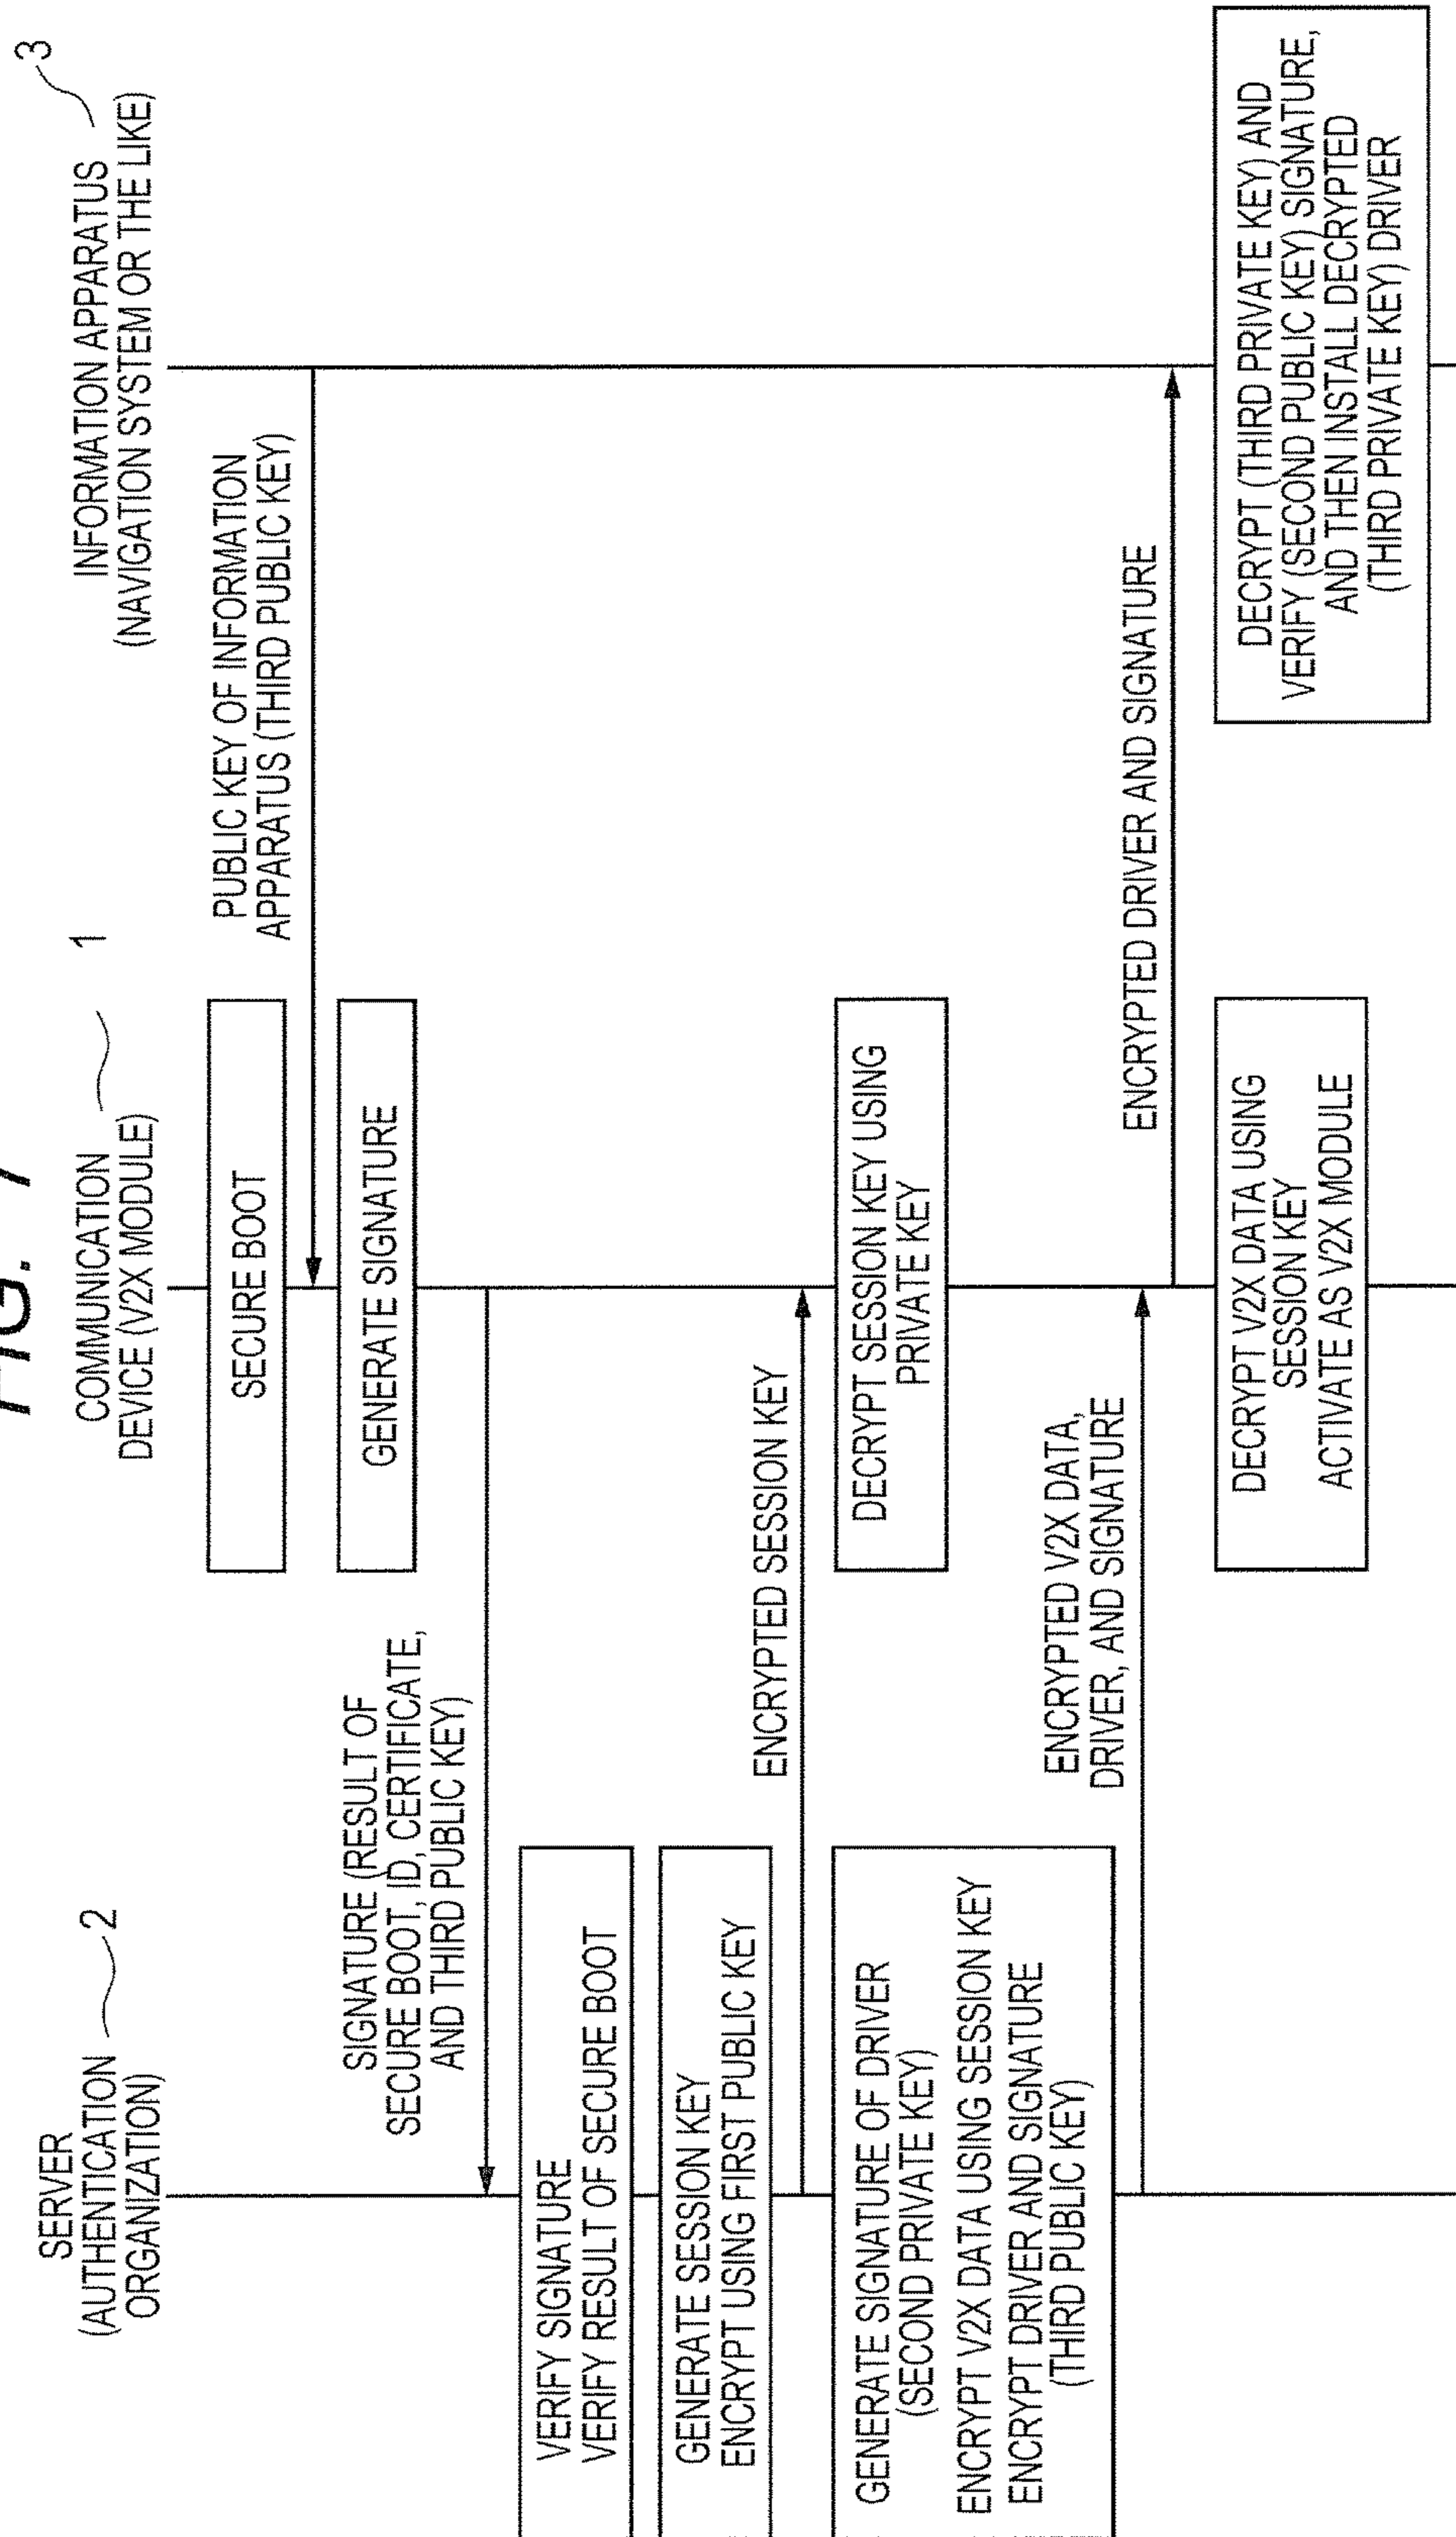 FIG. 7
SERVER
(AUTHENTICATION
ORGANIZATION)
2
COMMUNICATION
DEVICE (V2X MODULE)
1
INFORMATION APPARATUS
(NAVIGATION SYSTEM OR THE LIKE)
3
SECURE BOOT
PUBLIC KEY OF INFORMATION
APPARATUS (THIRD PUBLIC KEY)
GENERATE SIGNATURE
SIGNATURE (RESULT OF
SECURE BOOT, ID, CERTIFICATE,
AND THIRD PUBLIC KEY)
VERIFY SIGNATURE
VERIFY RESULT OF SECURE BOOT
GENERATE SESSION KEY
ENCRYPT USING FIRST PUBLIC KEY
ENCRYPTED SESSION KEY
DECRYPT SESSION KEY USING
PRIVATE KEY
GENERATE SIGNATURE OF DRIVER
(SECOND PRIVATE KEY)
ENCRYPT V2X DATA USING SESSION KEY
ENCRYPT DRIVER AND SIGNATURE
(THIRD PUBLIC KEY)
ENCRYPTED V2X DATA,
DRIVER, AND SIGNATURE
ENCRYPTED DRIVER AND SIGNATURE
DECRYPT V2X DATA USING
SESSION KEY
ACTIVATE AS V2X MODULE
DECRYPT (THIRD PRIVATE KEY) AND
VERIFY (SECOND PUBLIC KEY) SIGNATURE,
AND THEN INSTALL DECRYPTED
(THIRD PRIVATE KEY) DRIVER